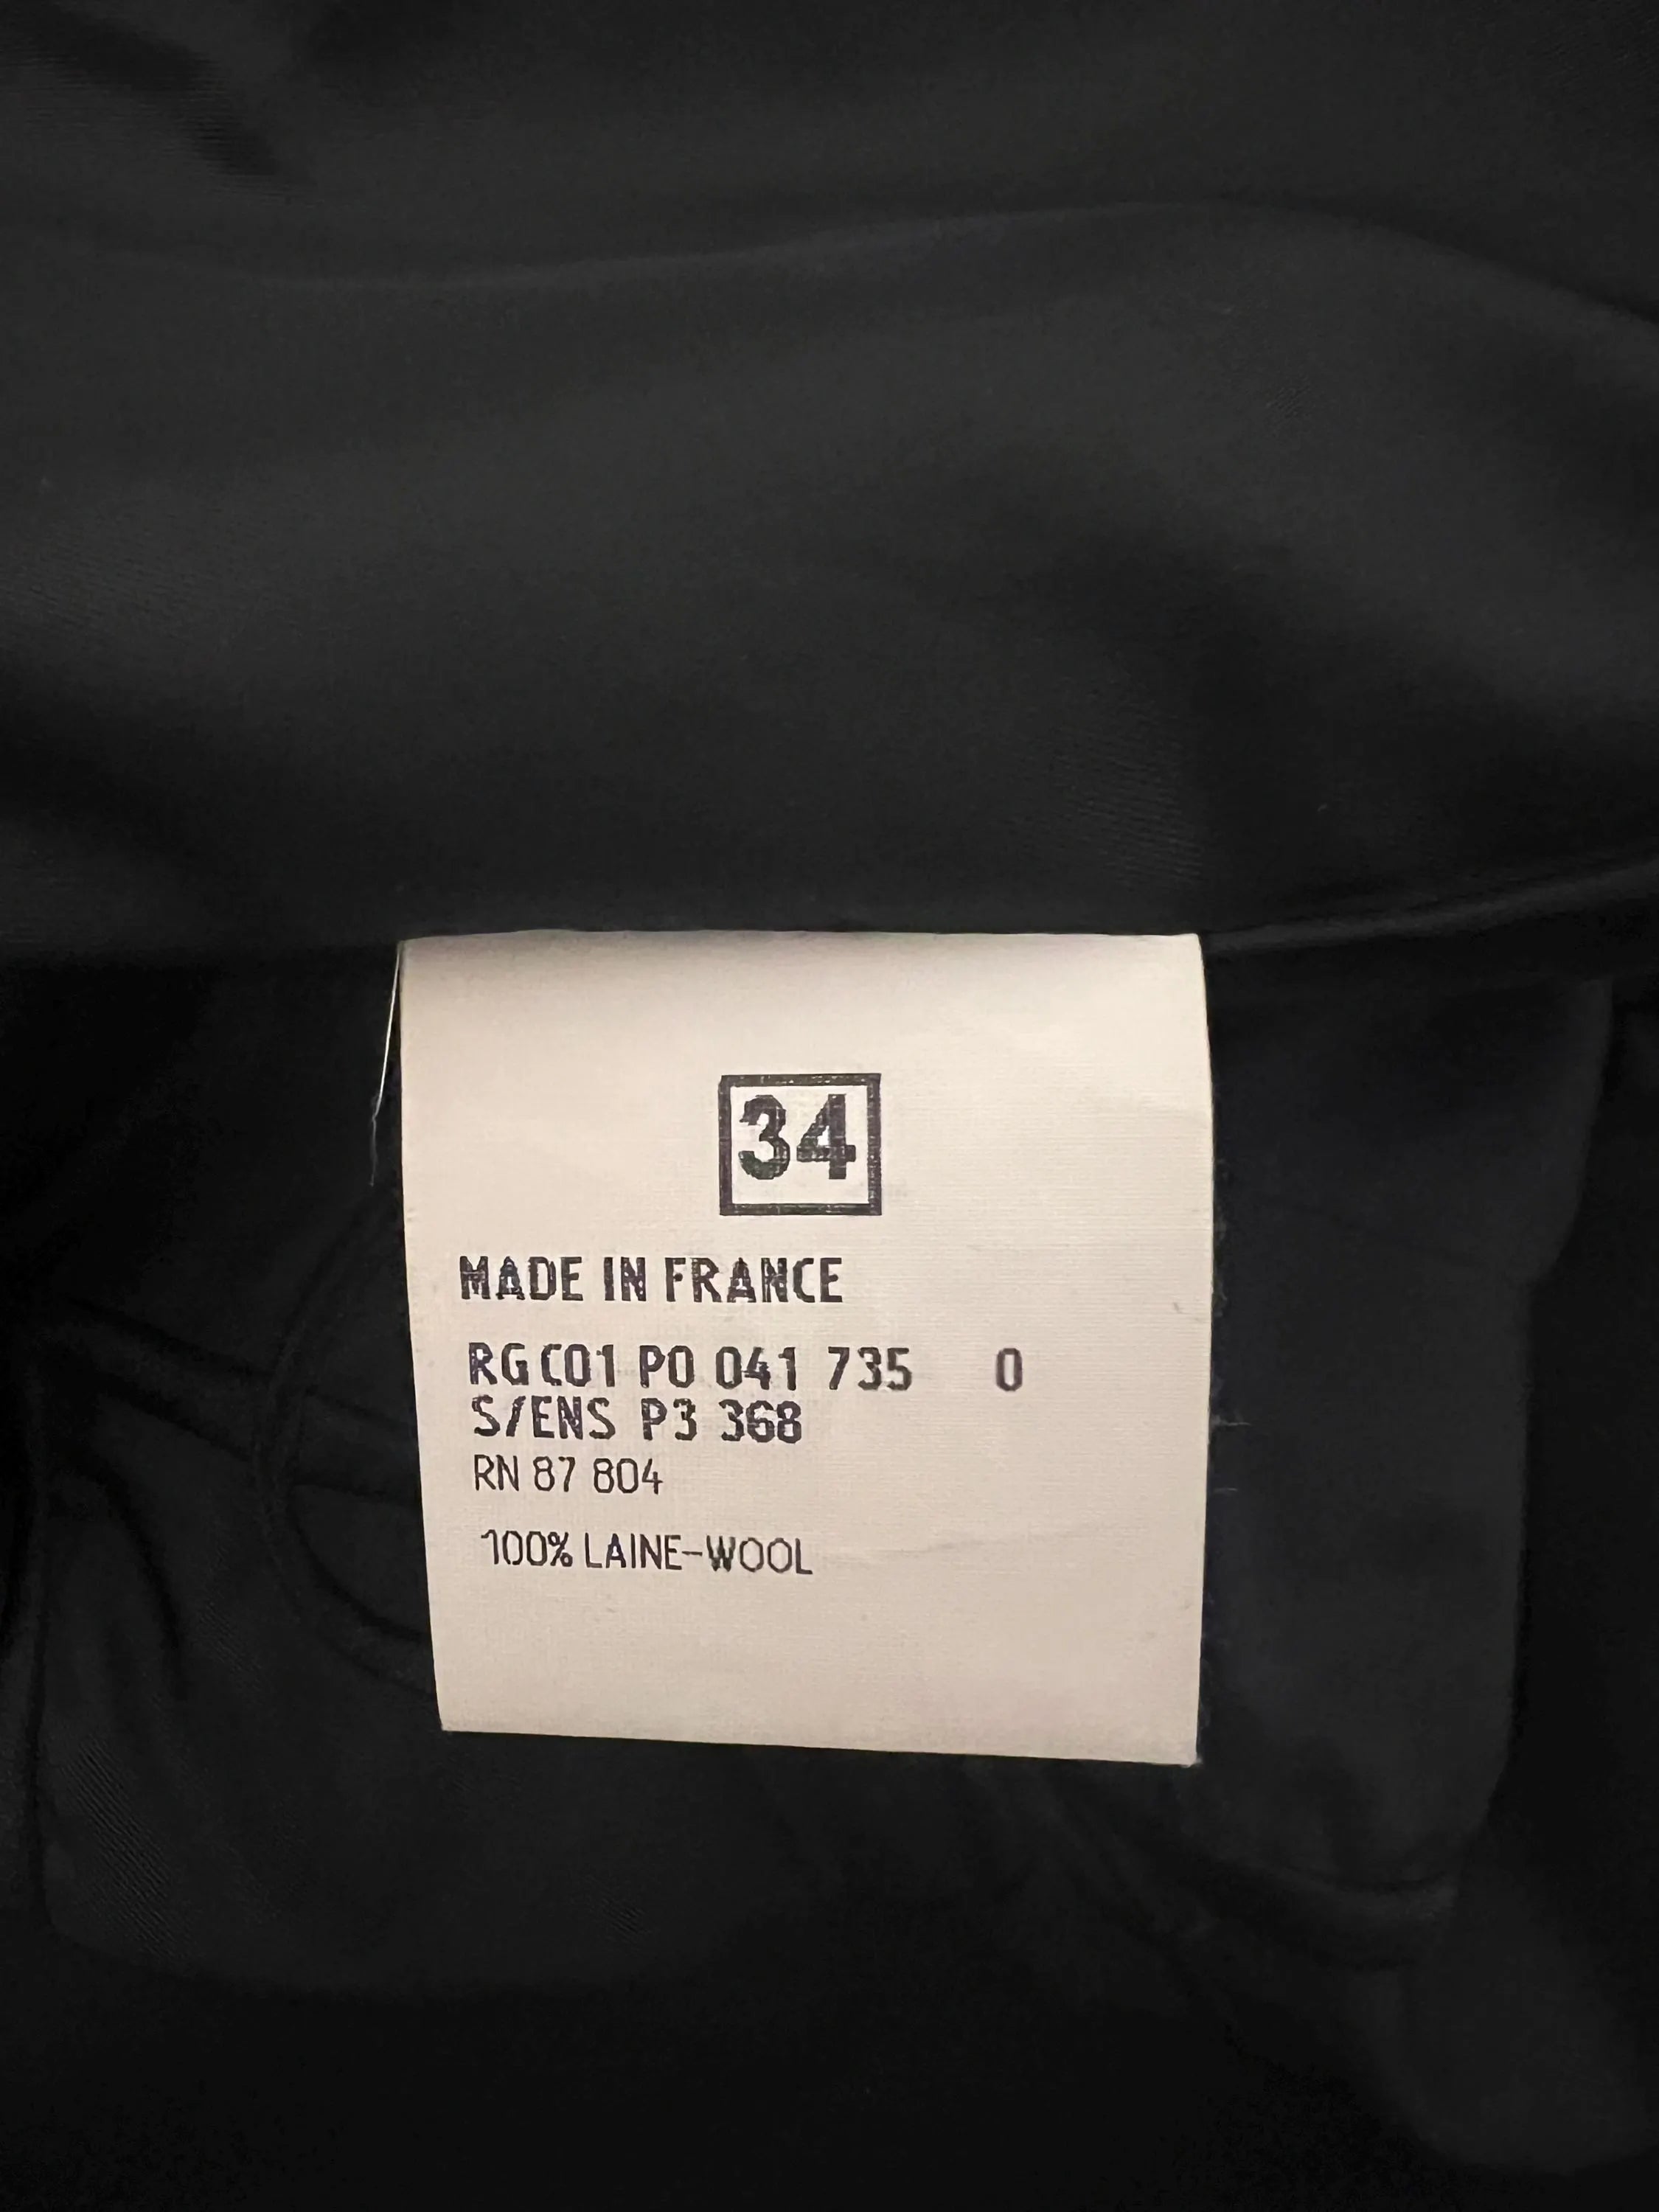 34
MADE IN FRANCE
RG C01 P0 041 735 0
S/ENS P3 368
RN 87 804
100% LAINE-WOOL